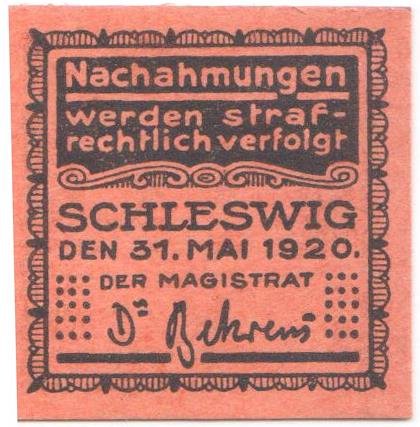 Nachahmungen
werden straf-
rechtlich verfolgt
SCHLESWIG
DEN 31. MAI 1920.
DER MAGISTRAT
Dr Behrens